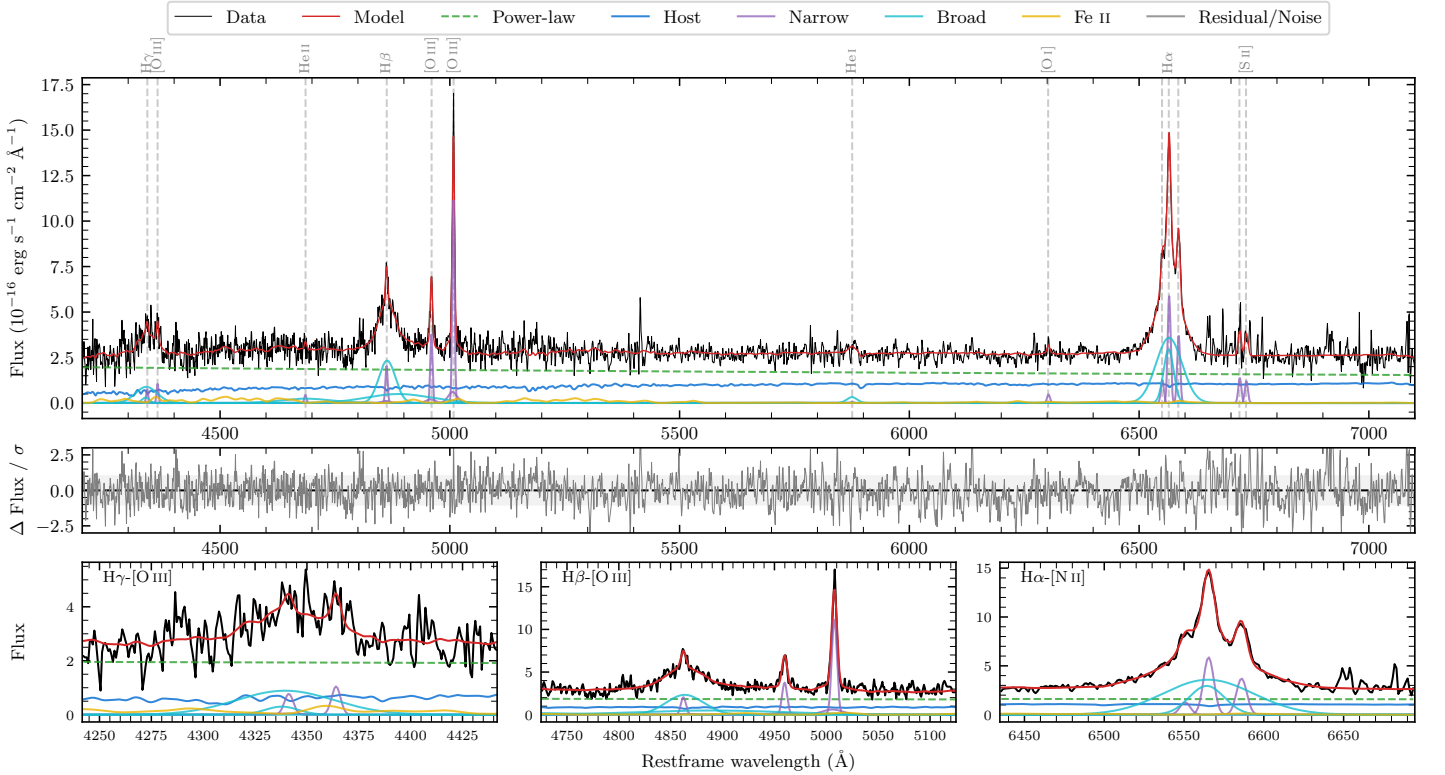 Data Model Power-law Host Narrow Broad Fe II Residual/Noise
Hγ [O III] He II Hβ [O III] [O III] He I [O I] Hα [S II]
17.5
15.0
12.5
10.0
7.5
5.0
2.5
0.0
Flux (10⁻¹⁶ erg s⁻¹ cm⁻² Å⁻¹)
4500 5000 5500 6000 6500 7000
2.5
0.0
−2.5
Δ Flux / σ
4500 5000 5500 6000 6500 7000
Hγ-[O III]
4
2
0
Flux
4250 4275 4300 4325 4350 4375 4400 4425
Hβ-[O III]
15
10
5
0
4750 4800 4850 4900 4950 5000 5050 5100
Hα-[N II]
15
10
5
0
6450 6500 6550 6600 6650
Restframe wavelength (Å)